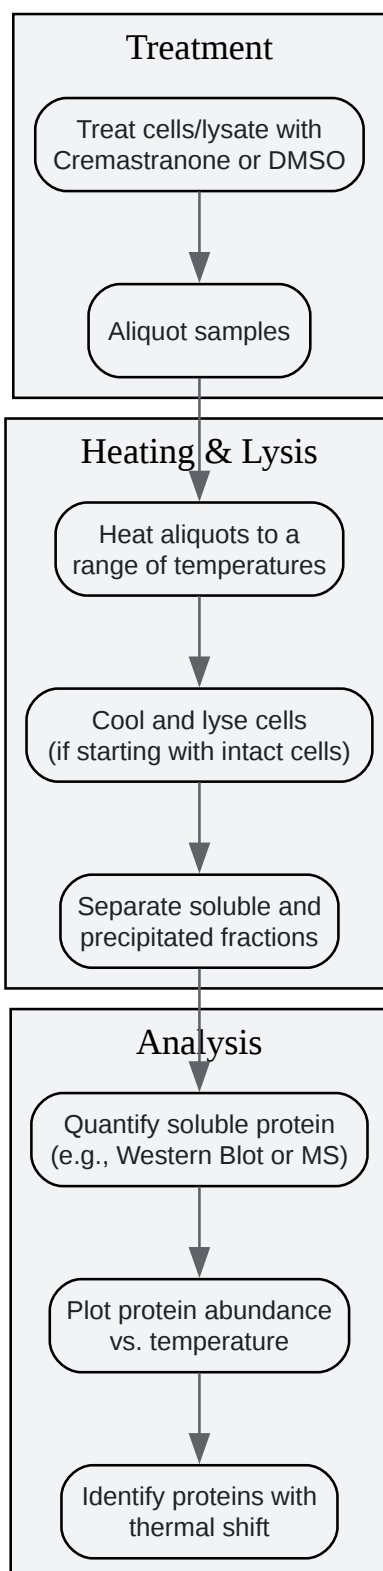 Treatment
Treat cells/lysate with
Cremastranone or DMSO
Aliquot samples
Heating & Lysis
Heat aliquots to a
range of temperatures
Cool and lyse cells
(if starting with intact cells)
Separate soluble and
precipitated fractions
Analysis
Quantify soluble protein
(e.g., Western Blot or MS)
Plot protein abundance
vs. temperature
Identify proteins with
thermal shift